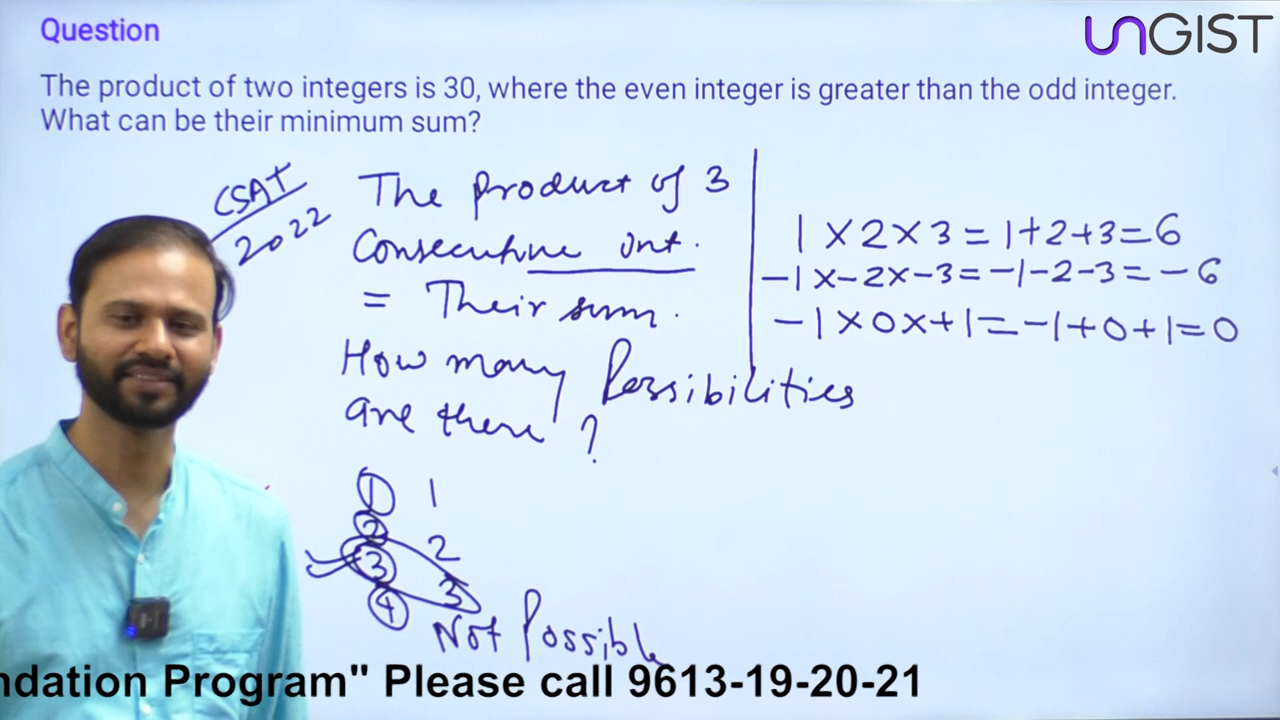 Question
UNGIST
The product of two integers is 30, where the even integer is greater than the odd integer.
What can be their minimum sum?
CSAT
2022
The Product of 3
Consecutive int.
= Their sum.
How many Possibilities
are there ?
1 × 2 × 3 = 1+2+3 = 6
-1 x -2 x -3 = -1 - 2 - 3 = - 6
-1 × 0 x +1 = -1 + 0 + 1 = 0
1 1
2 2
3 3
4
Not Possible
ndation Program" Please call 9613-19-20-21